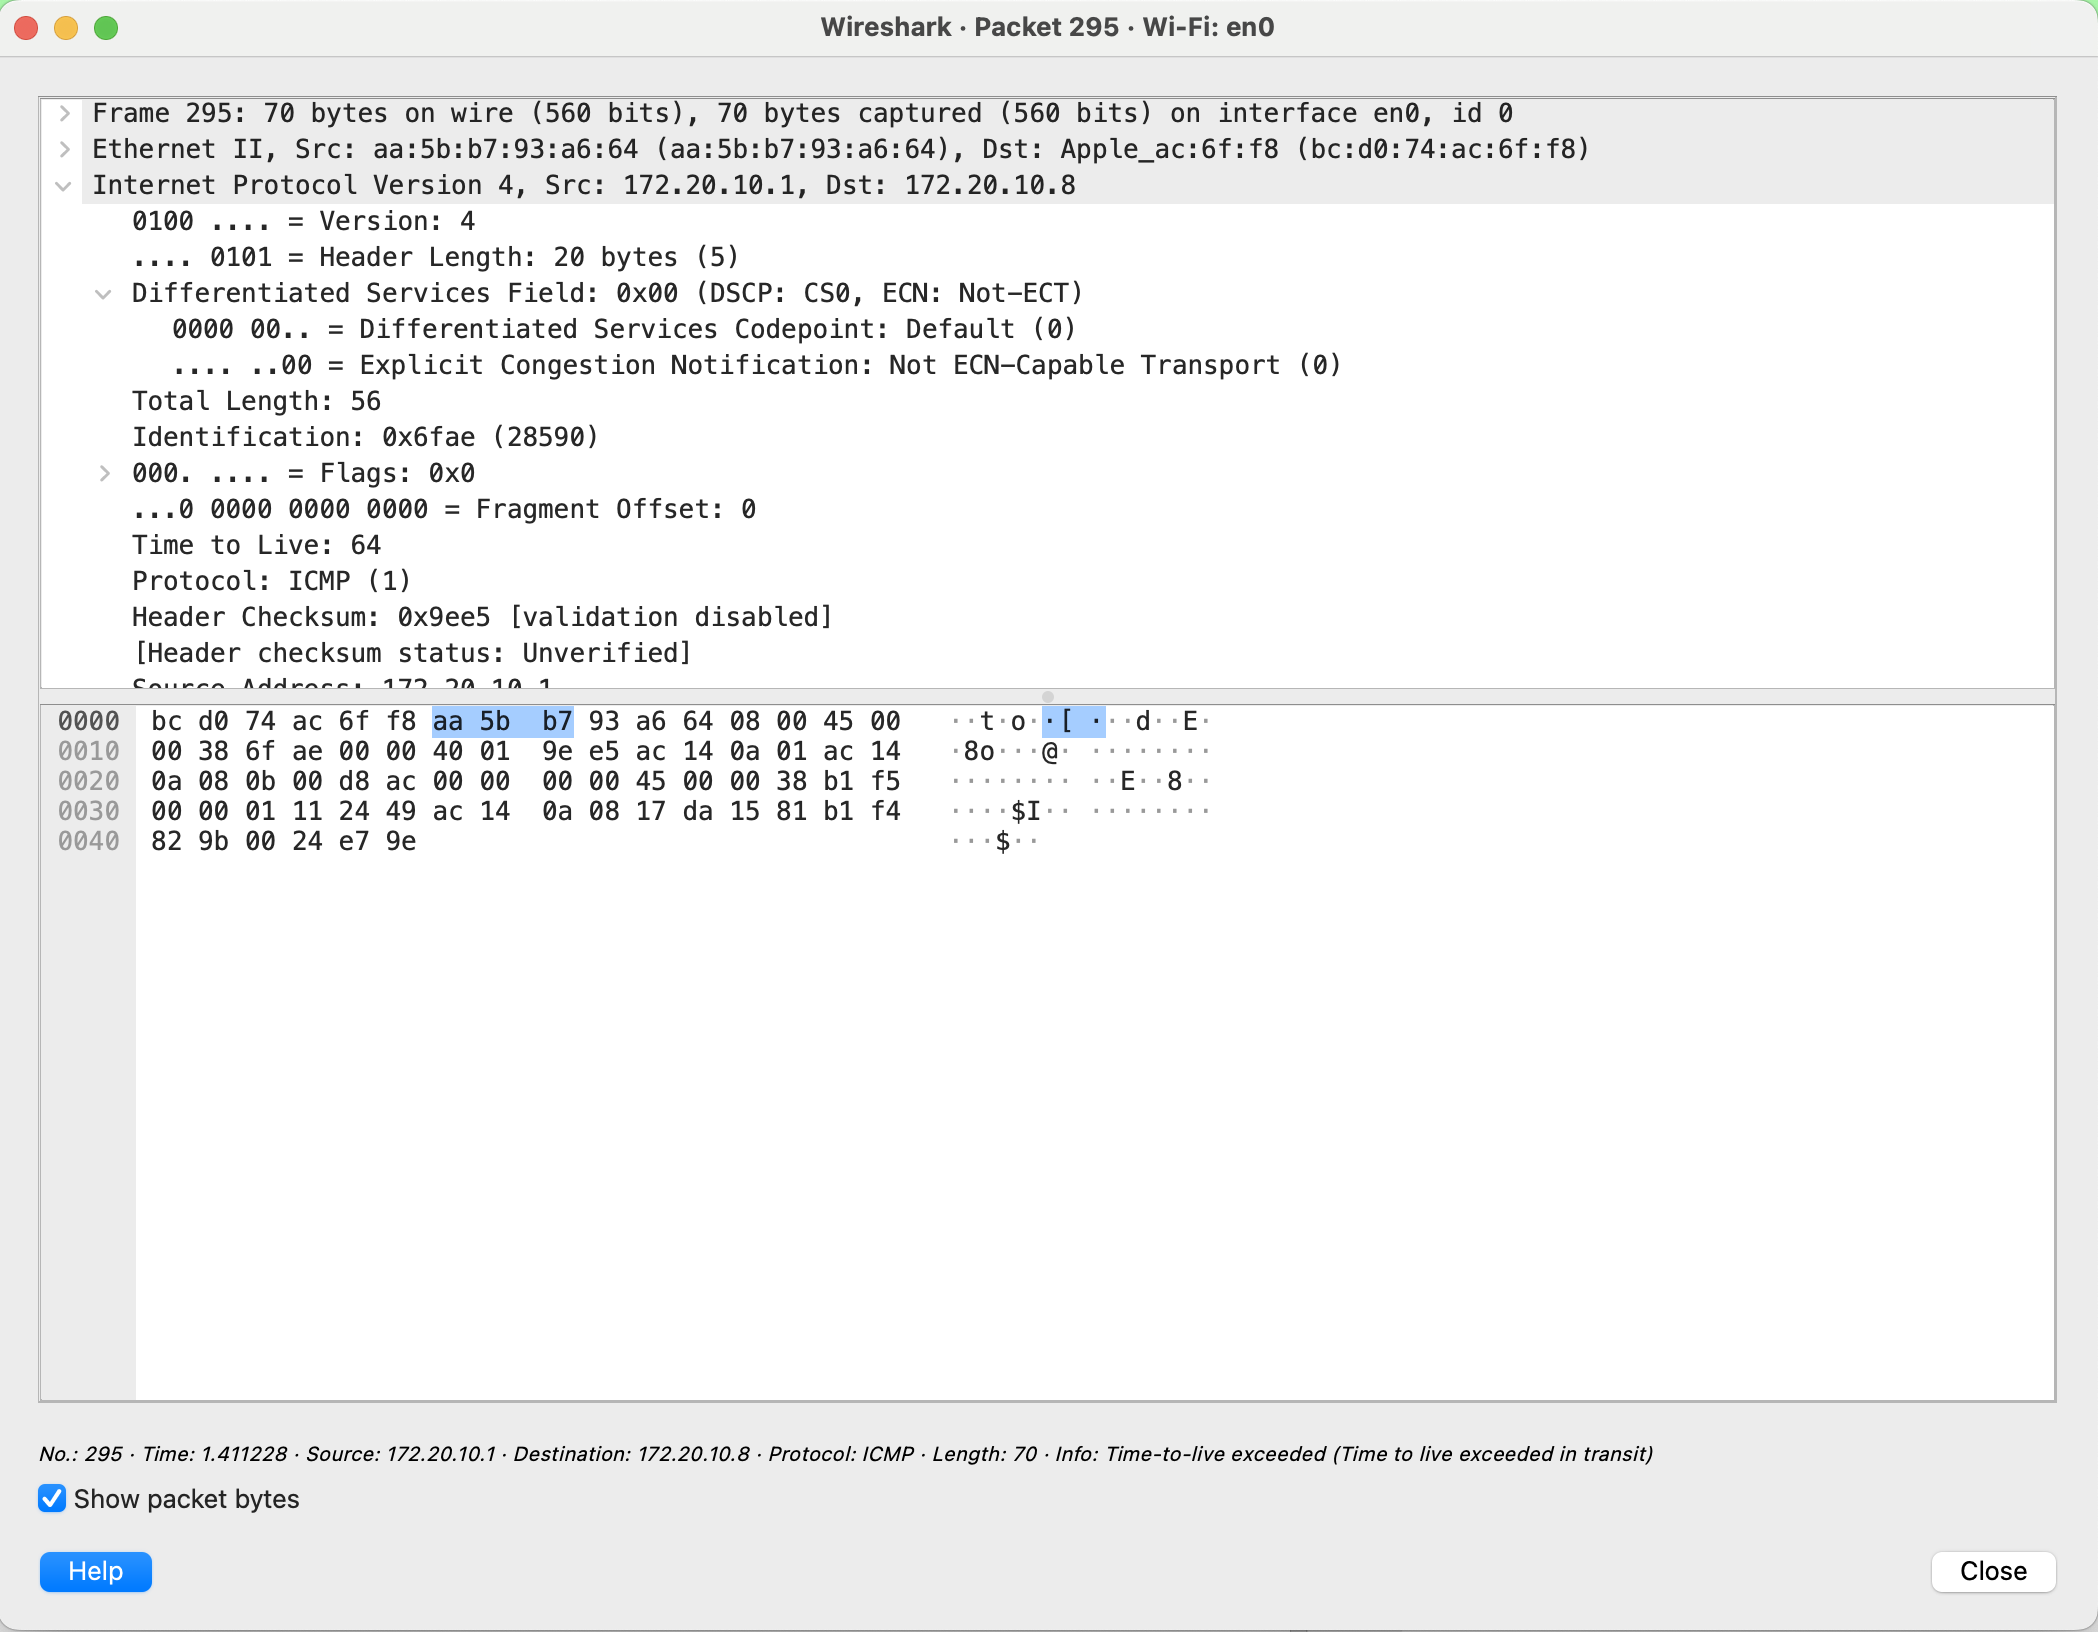 Wireshark · Packet 295 · Wi-Fi: en0
Frame 295: 70 bytes on wire (560 bits), 70 bytes captured (560 bits) on interface en0, id 0
Ethernet II, Src: aa:5b:b7:93:a6:64 (aa:5b:b7:93:a6:64), Dst: Apple_ac:6f:f8 (bc:d0:74:ac:6f:f8)
Internet Protocol Version 4, Src: 172.20.10.1, Dst: 172.20.10.8
0100 .... = Version: 4
.... 0101 = Header Length: 20 bytes (5)
Differentiated Services Field: 0x00 (DSCP: CS0, ECN: Not-ECT)
0000 00.. = Differentiated Services Codepoint: Default (0)
.... ..00 = Explicit Congestion Notification: Not ECN-Capable Transport (0)
Total Length: 56
Identification: 0x6fae (28590)
000. .... = Flags: 0x0
...0 0000 0000 0000 = Fragment Offset: 0
Time to Live: 64
Protocol: ICMP (1)
Header Checksum: 0x9ee5 [validation disabled]
[Header checksum status: Unverified]
Source Address: 172.20.10.1
0000 bc d0 74 ac 6f f8 aa 5b b7 93 a6 64 08 00 45 00 ··t·o··[ ···d··E·
0010 00 38 6f ae 00 00 40 01 9e e5 ac 14 0a 01 ac 14 ·8o···@· ········
0020 0a 08 0b 00 d8 ac 00 00 00 00 45 00 00 38 b1 f5 ········ ··E··8··
0030 00 00 01 11 24 49 ac 14 0a 08 17 da 15 81 b1 f4 ····$I·· ········
0040 82 9b 00 24 e7 9e ···$··
No.: 295 · Time: 1.411228 · Source: 172.20.10.1 · Destination: 172.20.10.8 · Protocol: ICMP · Length: 70 · Info: Time-to-live exceeded (Time to live exceeded in transit)
Show packet bytes
Help
Close